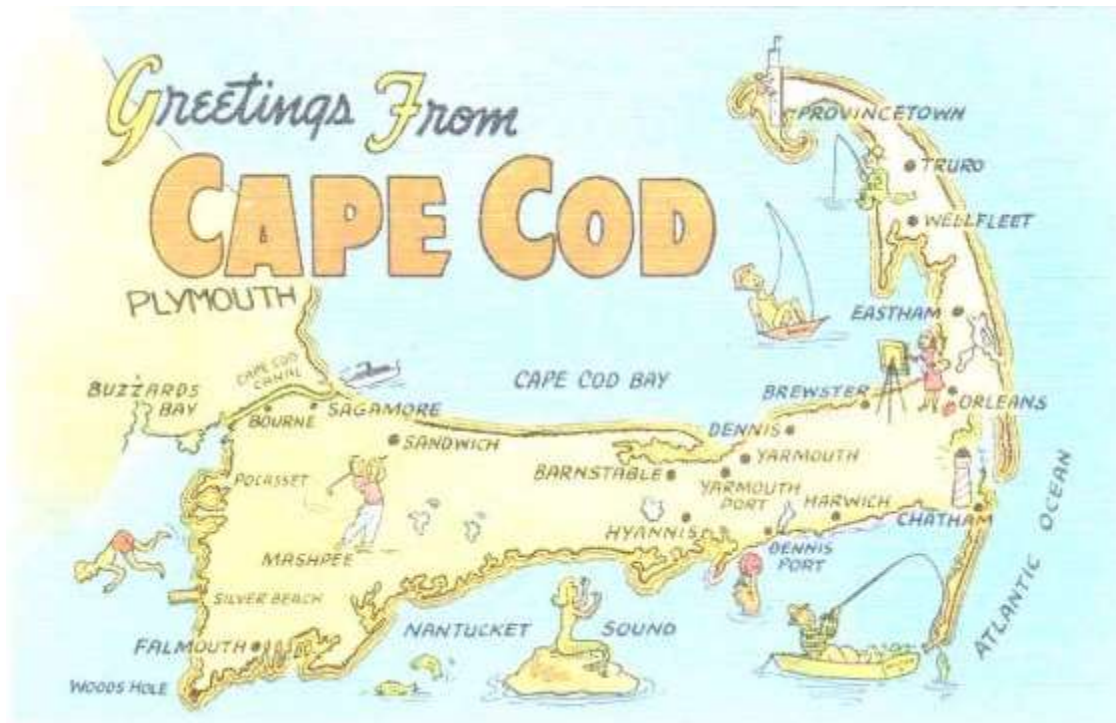 Greetings From
CAPE COD
PLYMOUTH
PROVINCETOWN
TRURO
WELLFLEET
EASTHAM
CAPE COD
CANAL
CAPE COD BAY
BUZZARDS
BAY
BOURNE
SAGAMORE
BREWSTER
ORLEANS
SANDWICH
DENNIS
YARMOUTH
BARNSTABLE
POCASSET
YARMOUTH
PORT
HARWICH
CHATHAM
HYANNIS
DENNIS
PORT
MASHPEE
ATLANTIC OCEAN
SILVER BEACH
NANTUCKET SOUND
FALMOUTH
WOODS HOLE